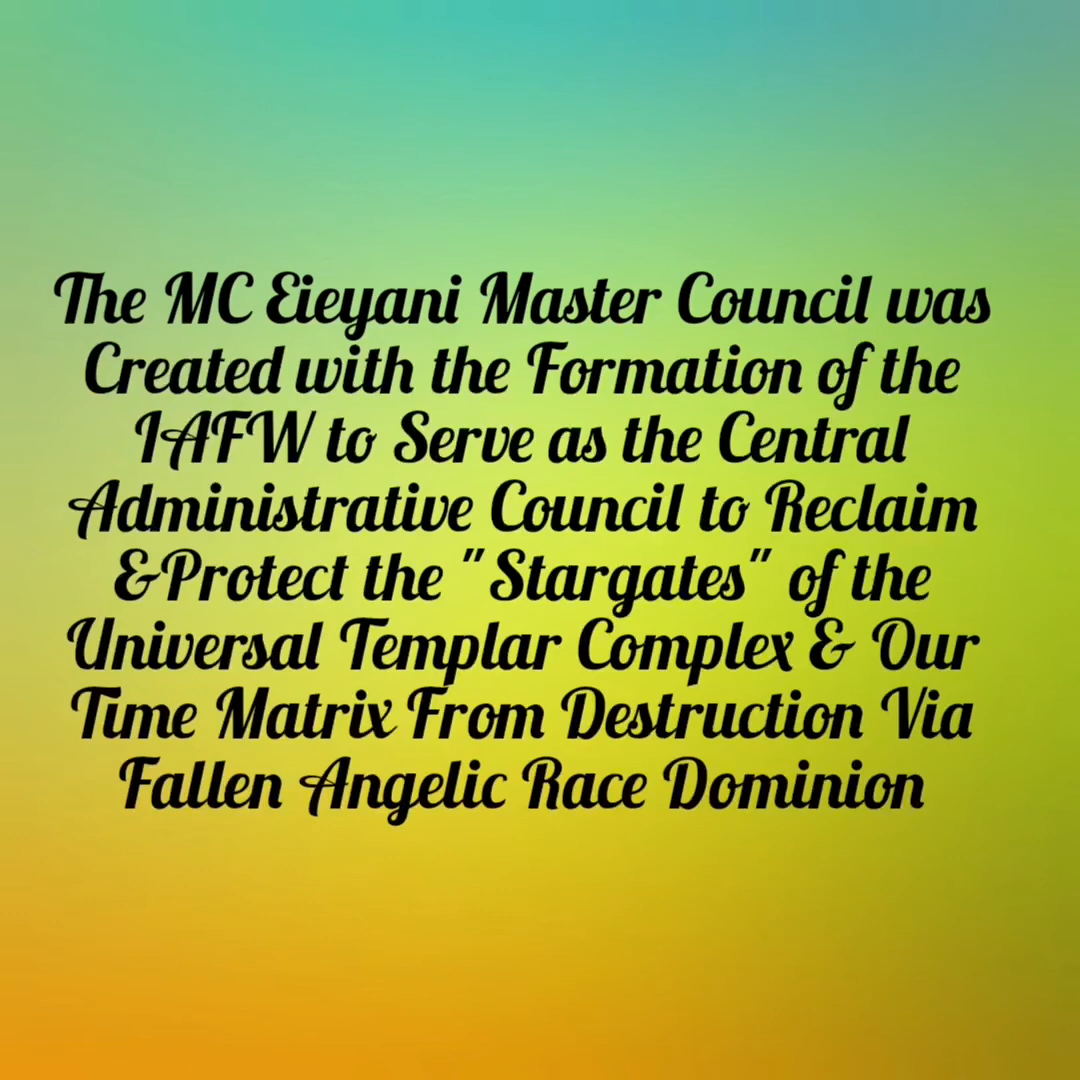 The MC Eieyani Master Council was
Created with the Formation of the
IAFW to Serve as the Central
Administrative Council to Reclaim
&Protect the "Stargates" of the
Universal Templar Complex & Our
Time Matrix From Destruction Via
Fallen Angelic Race Dominion